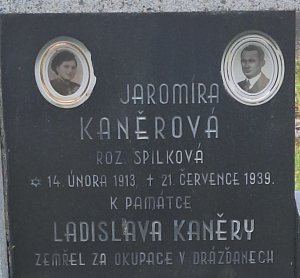 JAROMÍRA
KANĚROVÁ
ROZ. SPILKOVÁ
✡ 14. ÚNORA 1913, ✝ 21. ČERVENCE 1939.
K PAMÁTCE
LADISLAVA KANĚRY
ZEMŘEL ZA OKUPACE V DRÁŽĎANECH